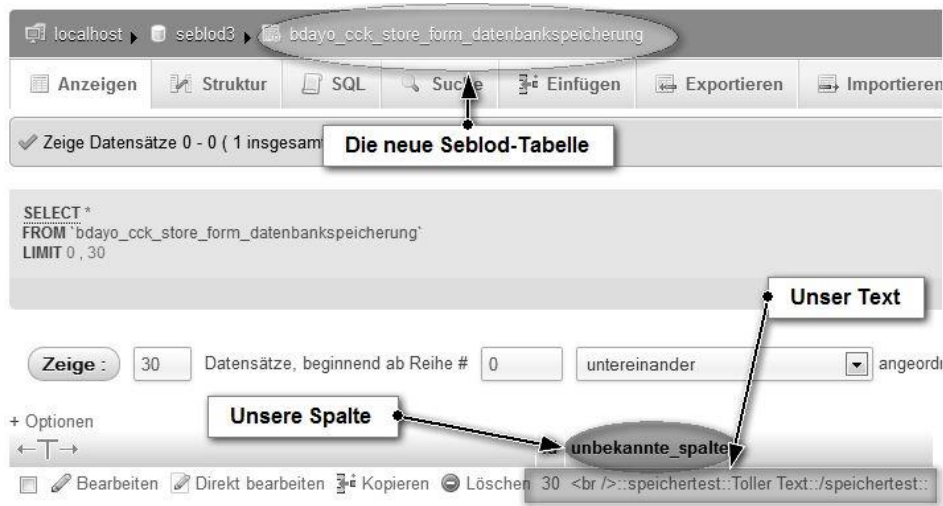 localhost seblod3 bdayo_cck_store_form_datenbankspeicherung
Anzeigen Struktur SQL Suche Einfügen Exportieren Importieren
Zeige Datensätze 0 - 0 ( 1 insgesamt
Die neue Seblod-Tabelle
SELECT *
FROM `bdayo_cck_store_form_datenbankspeicherung`
LIMIT 0 , 30
Unser Text
Zeige : 30 Datensätze, beginnend ab Reihe # 0 untereinander angeordn
Unsere Spalte
+ Optionen
←T→ unbekannte_spalte
Bearbeiten Direkt bearbeiten Kopieren Löschen 30 <br />::speichertest::Toller Text::/speichertest::